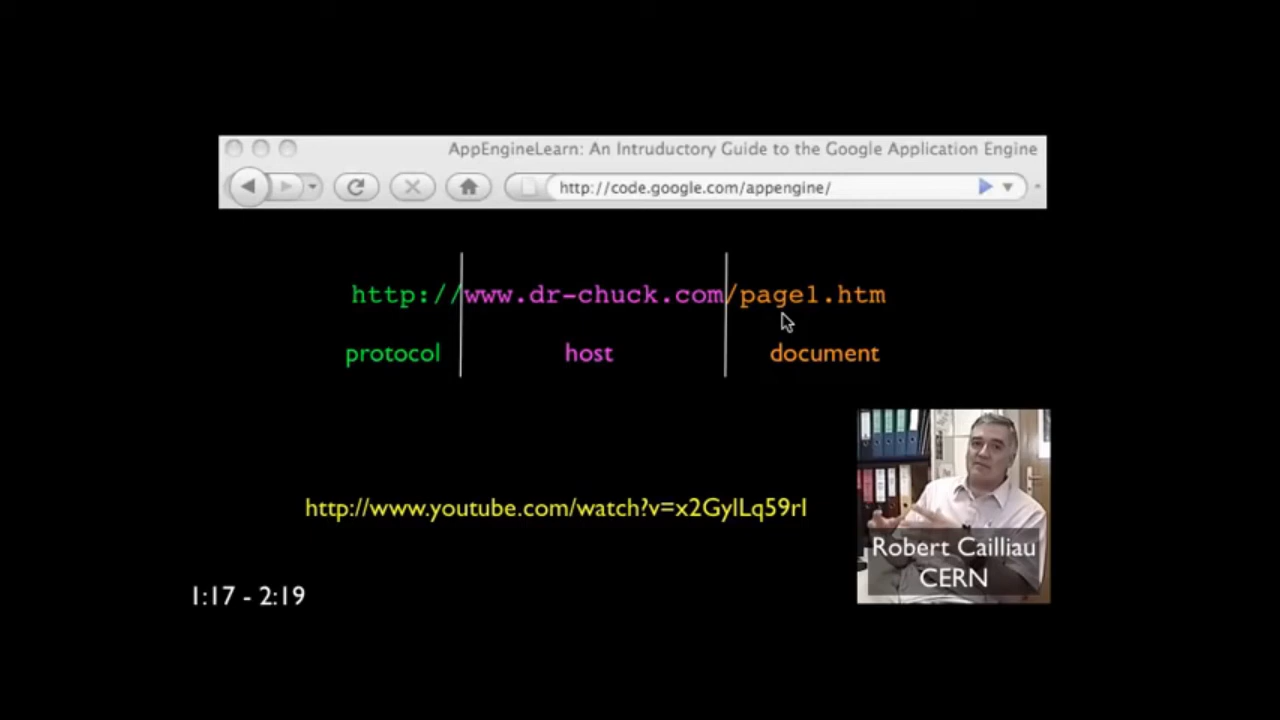 AppEngineLearn: An Intruductory Guide to the Google Application Engine
http://code.google.com/appengine/
http://www.dr-chuck.com/page1.htm
protocol host document
http://www.youtube.com/watch?v=x2GylLq59rI
Robert Cailliau
CERN
1:17 - 2:19